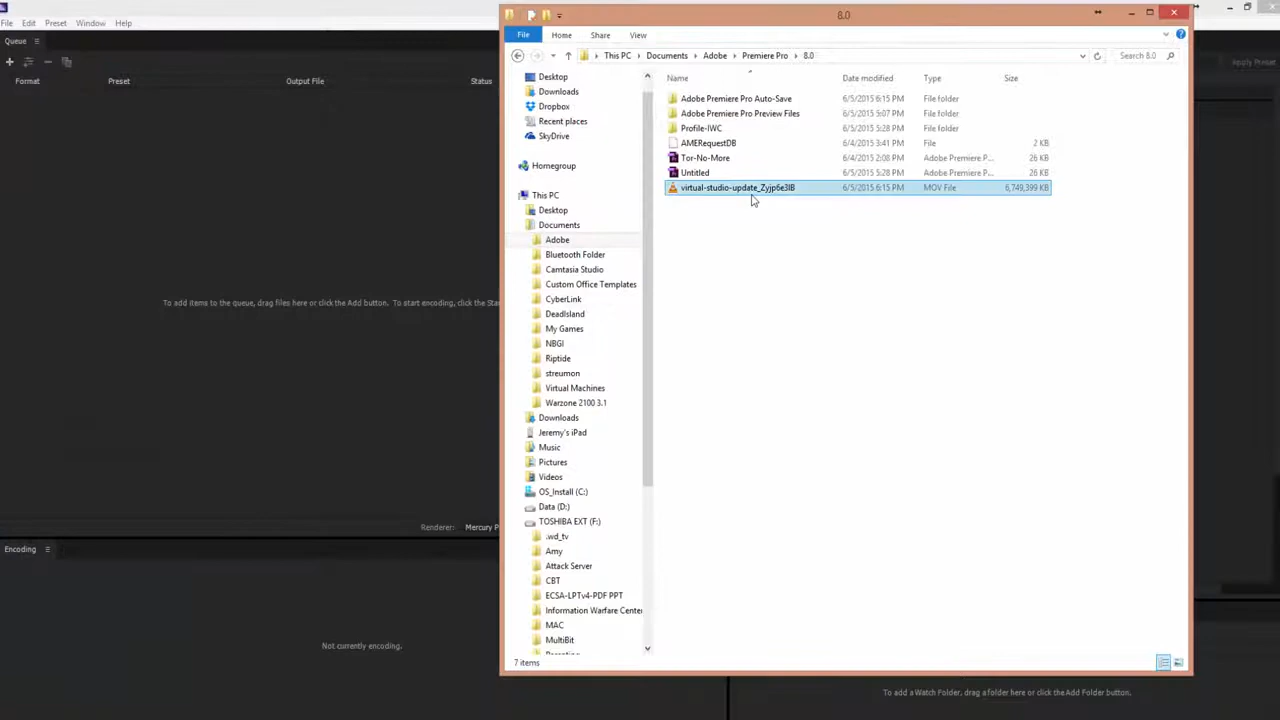 File Edit Preset Window Help
Queue
Format Preset Output File Status
To add items to the queue, drag files here or click the Add button. To start encoding, click the Star
Renderer: Mercury P
Encoding
Not currently encoding.
8.0
File Home Share View
This PC Documents Adobe Premiere Pro 8.0
Search 8.0
Apply Preset
Name Date modified Type Size
Desktop
Downloads
Dropbox
Recent places
SkyDrive
Homegroup
This PC
Desktop
Documents
Adobe
Bluetooth Folder
Camtasia Studio
Custom Office Templates
CyberLink
DeadIsland
My Games
NBGI
Riptide
streumon
Virtual Machines
Warzone 2100 3.1
Downloads
Jeremy's iPad
Music
Pictures
Videos
OS_Install (C:)
Data (D:)
TOSHIBA EXT (F:)
.wd_tv
Amy
Attack Server
CBT
ECSA-LPTv4-PDF PPT
Information Warfare Center
MAC
MultiBit
Adobe Premiere Pro Auto-Save 6/5/2015 6:15 PM File folder
Adobe Premiere Pro Preview Files 6/5/2015 5:07 PM File folder
Profile-IWC 6/5/2015 5:28 PM File folder
AMERequestDB 6/4/2015 3:41 PM File 2 KB
Tor-No-More 6/4/2015 2:08 PM Adobe Premiere P... 26 KB
Untitled 6/5/2015 5:28 PM Adobe Premiere P... 26 KB
virtual-studio-update_Zyjp6e3IB 6/5/2015 6:15 PM MOV File 6,749,399 KB
7 items
To add a Watch Folder, drag a folder here or click the Add Folder button.